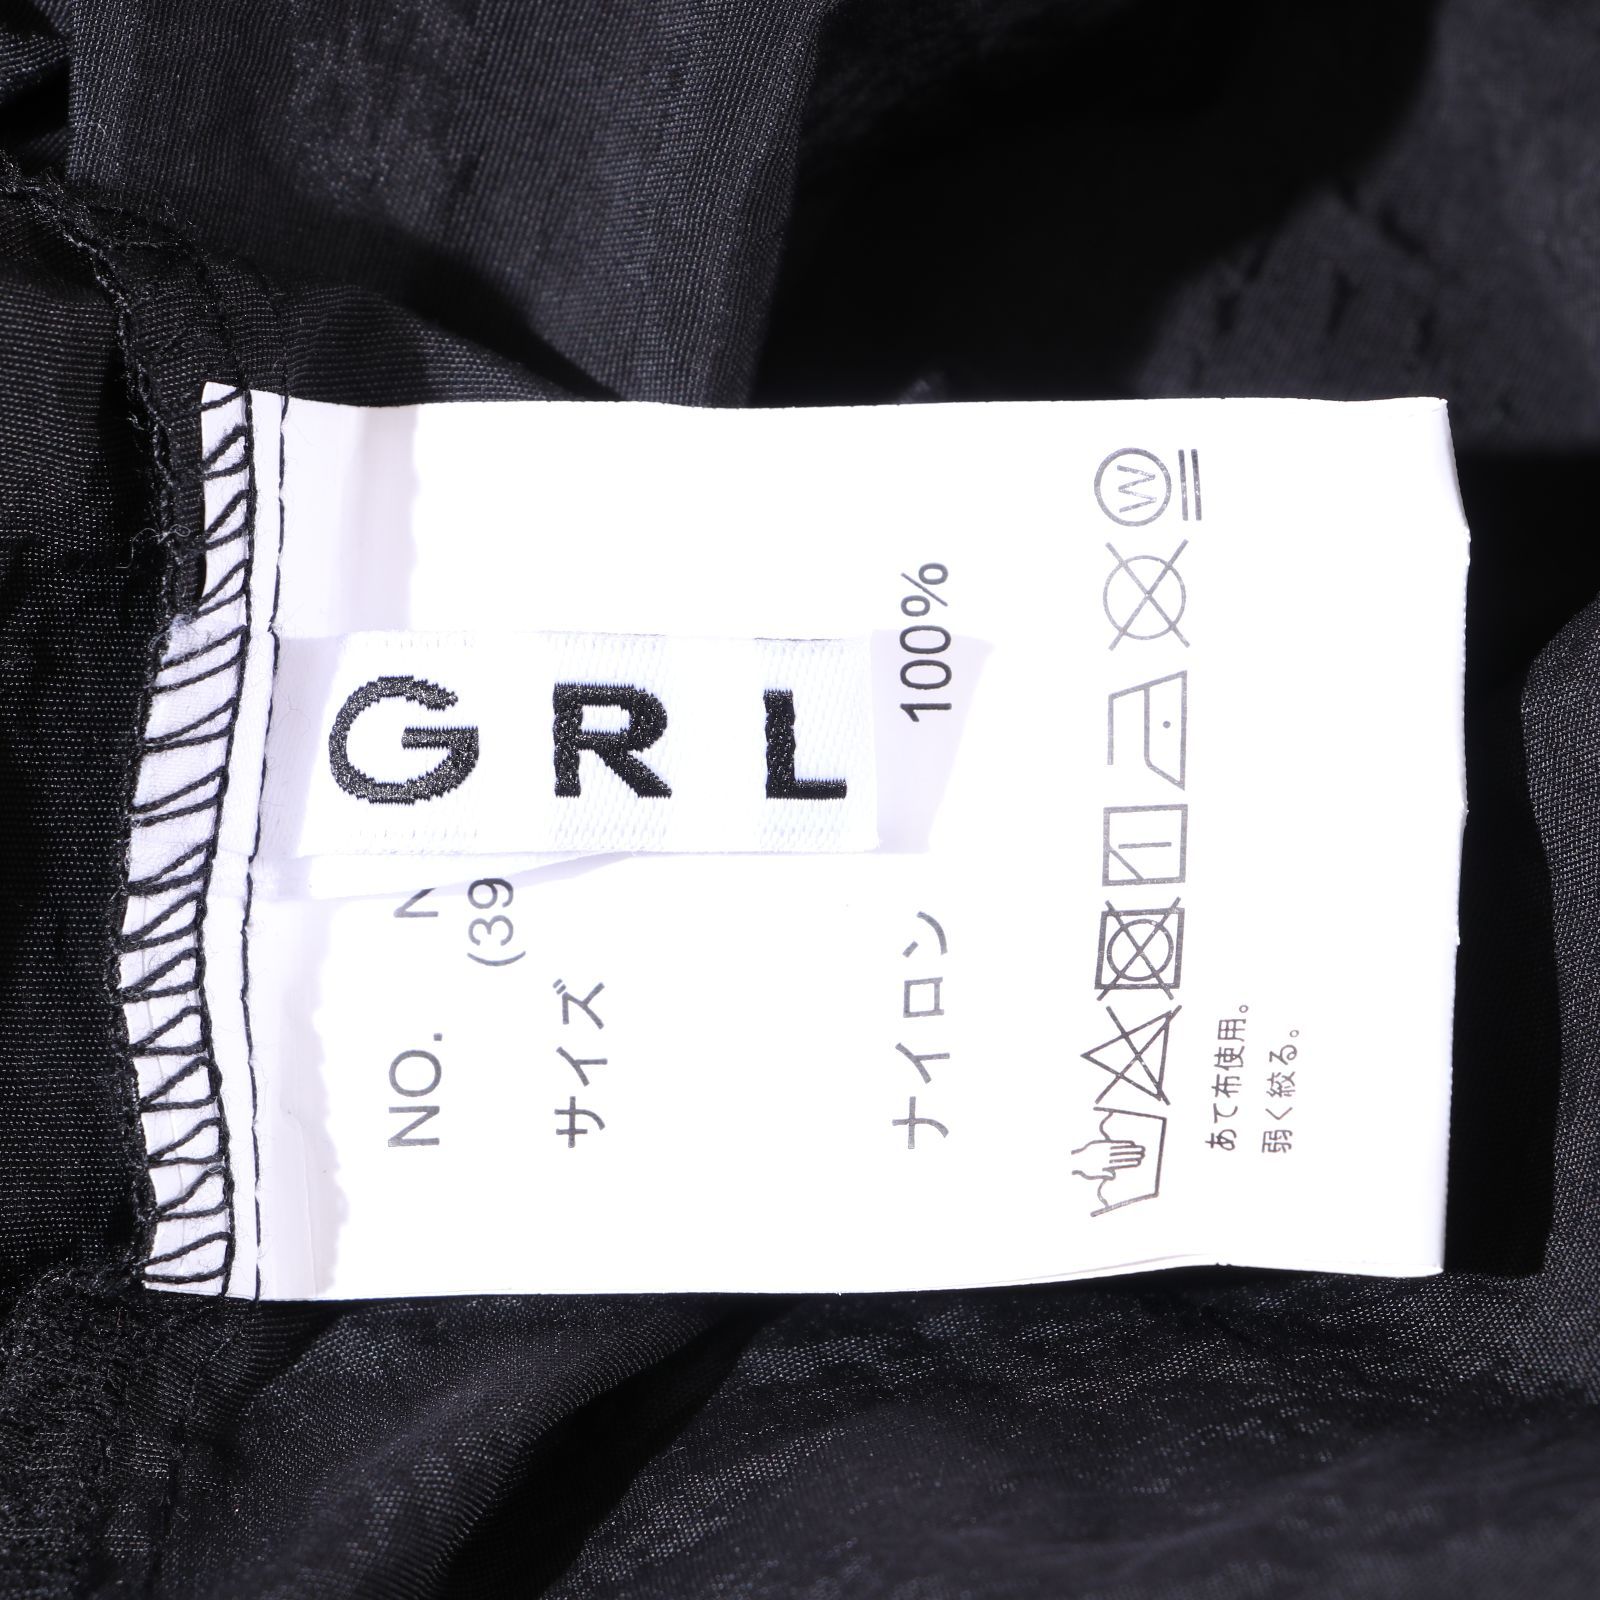 GRL
NO.
(39
サイズ
ナイロン 100%
W
あて布使用。
弱く絞る。